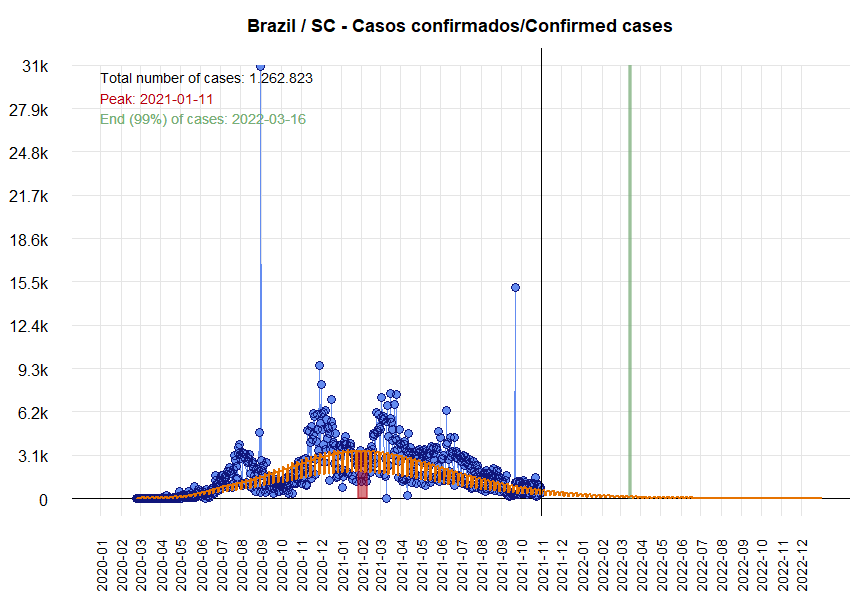 Brazil / SC - Casos confirmados/Confirmed cases
Total number of cases: 1.262.823
Peak: 2021-01-11
End (99%) of cases: 2022-03-16
31k
27.9k
24.8k
21.7k
18.6k
15.5k
12.4k
9.3k
6.2k
3.1k
0
2020-01
2020-02
2020-03
2020-04
2020-05
2020-06
2020-07
2020-08
2020-09
2020-10
2020-11
2020-12
2021-01
2021-02
2021-03
2021-04
2021-05
2021-06
2021-07
2021-08
2021-09
2021-10
2021-11
2021-12
2022-01
2022-02
2022-03
2022-04
2022-05
2022-06
2022-07
2022-08
2022-09
2022-10
2022-11
2022-12